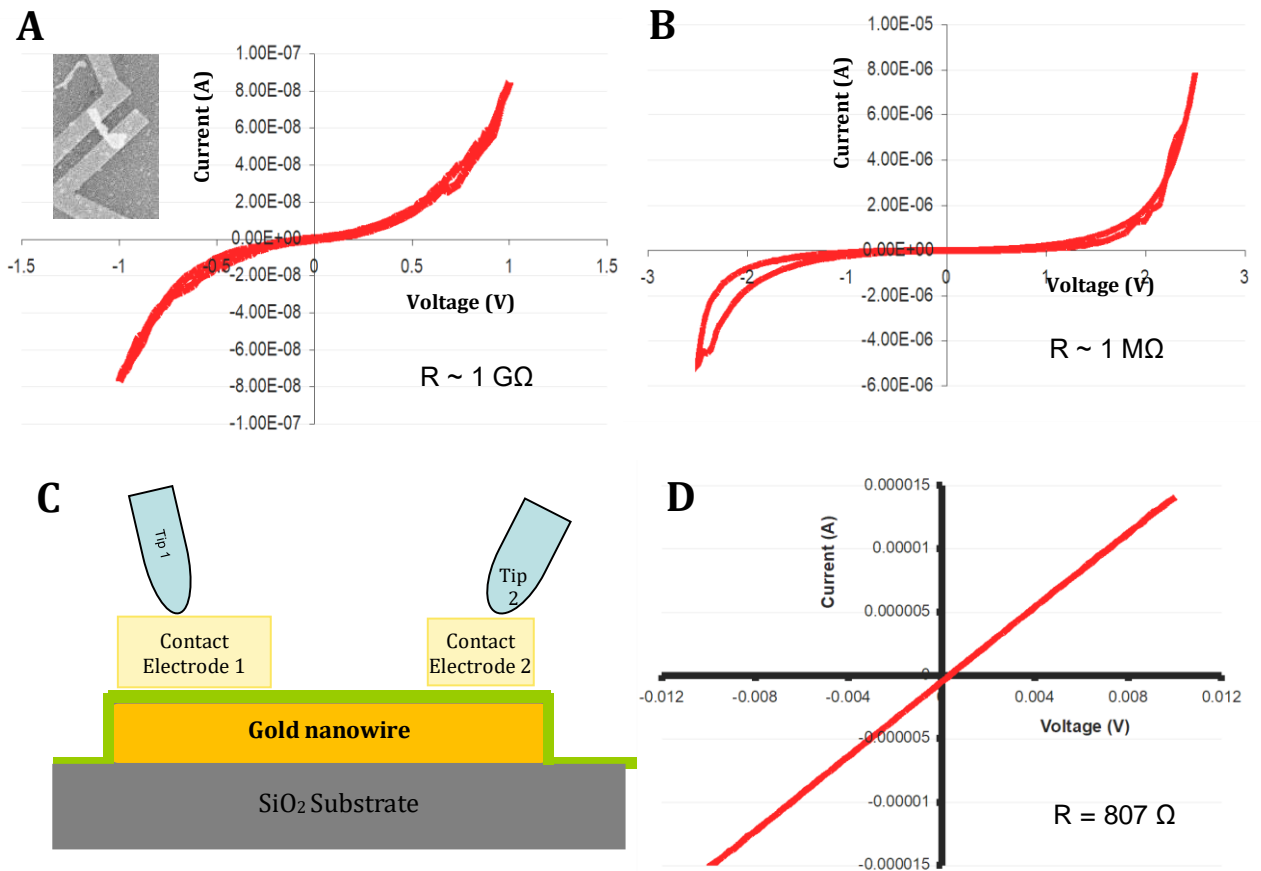 A
1.00E-07
8.00E-08
6.00E-08
4.00E-08
2.00E-08
0.00E+00
-2.00E-08
-4.00E-08
-6.00E-08
-8.00E-08
-1.00E-07
Current (A)
-1.5
-1
-0.5
0
0.5
1
1.5
Voltage (V)
R ~ 1 GΩ
B
1.00E-05
8.00E-06
6.00E-06
4.00E-06
2.00E-06
0.00E+00
-2.00E-06
-4.00E-06
-6.00E-06
Current (A)
-3
-2
-1
0
1
2
3
Voltage (V)
R ~ 1 MΩ
C
Tip 1
Tip
2
Contact
Electrode 1
Contact
Electrode 2
Gold nanowire
SiO₂ Substrate
D
0.000015
0.00001
0.000005
0
-0.000005
-0.00001
-0.000015
Current (A)
-0.012
-0.008
-0.004
0.004
0.008
0.012
Voltage (V)
R = 807 Ω